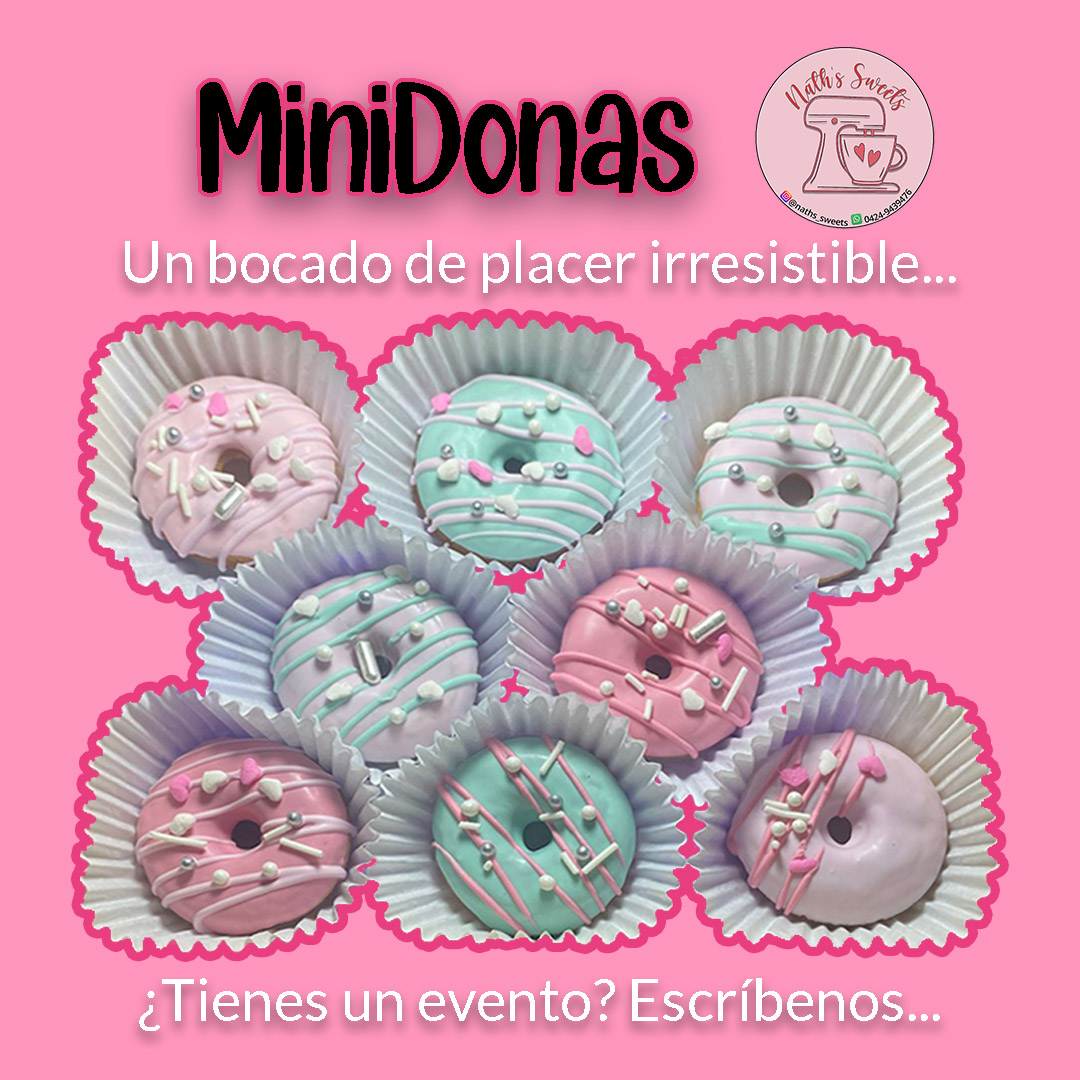 MiniDonas
Nath's Sweets
@naths_sweets 0424-9439476
Un bocado de placer irresistible...
¿Tienes un evento? Escríbenos...